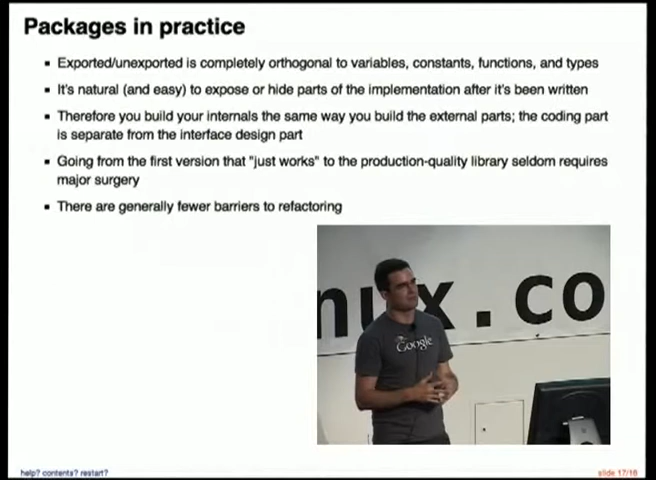 Packages in practice
Exported/unexported is completely orthogonal to variables, constants, functions, and types
It's natural (and easy) to expose or hide parts of the implementation after it's been written
Therefore you build your internals the same way you build the external parts; the coding part
is separate from the interface design part
Going from the first version that "just works" to the production-quality library seldom requires
major surgery
There are generally fewer barriers to refactoring
nux.co
Google
help? contents? restart?
slide 17/18